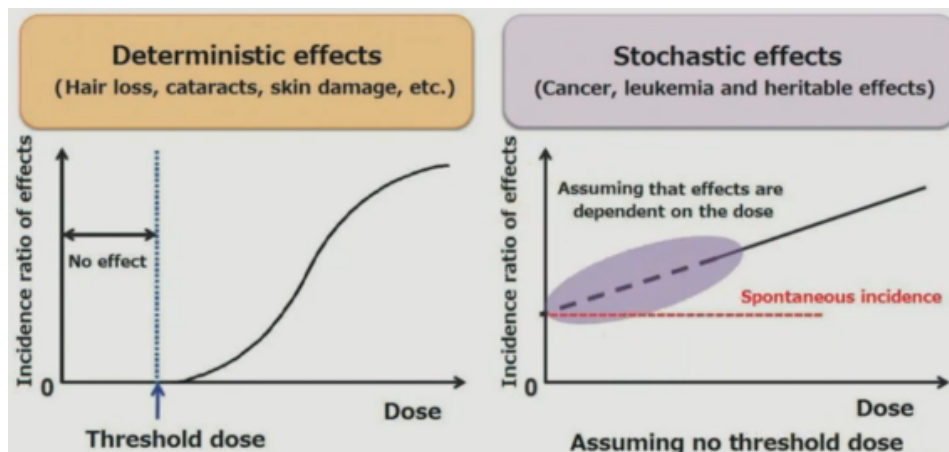 Deterministic effects
(Hair loss, cataracts, skin damage, etc.)
Incidence ratio of effects
No effect
0
Dose
Threshold dose
Stochastic effects
(Cancer, leukemia and heritable effects)
Incidence ratio of effects
Assuming that effects are
dependent on the dose
Spontaneous incidence
0
Dose
Assuming no threshold dose